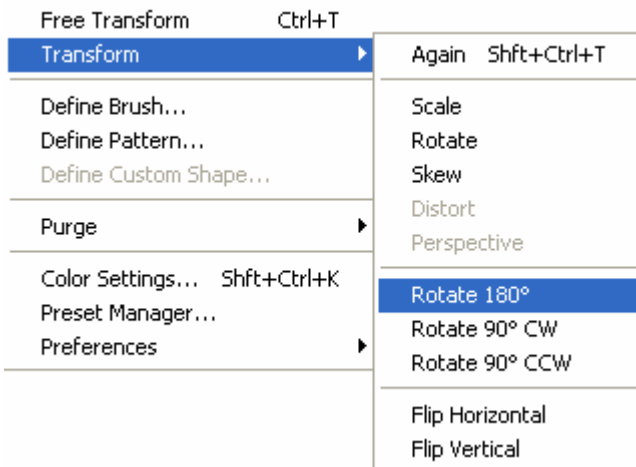 Free Transform Ctrl+T
Transform
Define Brush...
Define Pattern...
Define Custom Shape...
Purge
Color Settings... Shft+Ctrl+K
Preset Manager...
Preferences
Again Shft+Ctrl+T
Scale
Rotate
Skew
Distort
Perspective
Rotate 180°
Rotate 90° CW
Rotate 90° CCW
Flip Horizontal
Flip Vertical